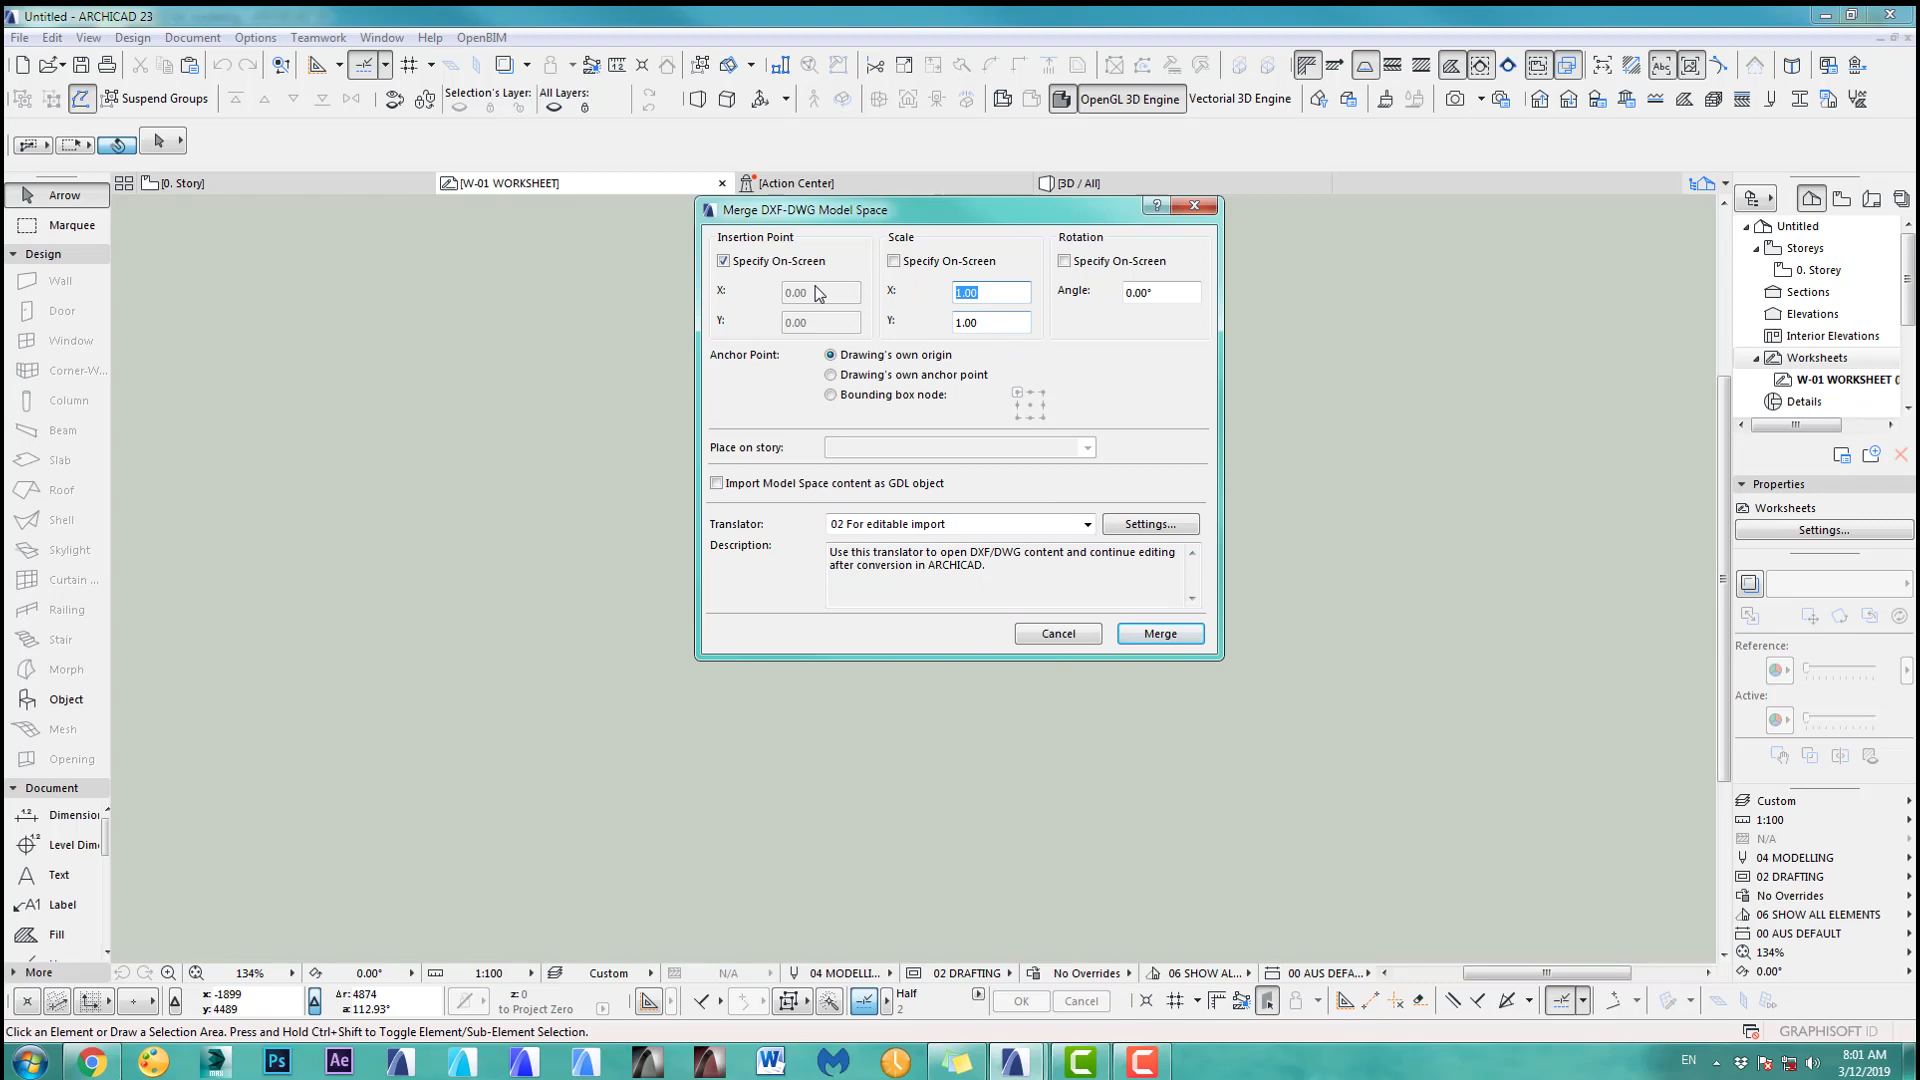 Untitled - ARCHICAD 23
File Edit View Design Document Options Teamwork Window Help OpenBIM
Suspend Groups
Selection's Layer:
All Layers:
OpenGL 3D Engine
Vectorial 3D Engine
[0. Story]
[W-01 WORKSHEET]
[Action Center]
[3D / All]
Arrow
Marquee
Design
Wall
Door
Window
Corner-W...
Column
Beam
Slab
Roof
Shell
Skylight
Curtain ...
Railing
Stair
Morph
Object
Mesh
Opening
Document
Dimension
Level Dim
Text
A1 Label
Fill
More
Merge DXF-DWG Model Space
Insertion Point
Scale
Rotation
Specify On-Screen
Specify On-Screen
Specify On-Screen
X: 0.00
X: 1.00
Angle: 0.00°
Y: 0.00
Y: 1.00
Anchor Point:
Drawing's own origin
Drawing's own anchor point
Bounding box node:
Place on story:
Import Model Space content as GDL object
Translator: 02 For editable import
Settings...
Description:
Use this translator to open DXF/DWG content and continue editing
after conversion in ARCHICAD.
Cancel
Merge
Untitled
Storeys
0. Storey
Sections
Elevations
Interior Elevations
Worksheets
W-01 WORKSHEET (
Details
Properties
Worksheets
Settings...
Reference:
Active:
Custom
1:100
N/A
04 MODELLING
02 DRAFTING
No Overrides
06 SHOW ALL ELEMENTS
00 AUS DEFAULT
134%
0.00°
134% 0.00° 1:100 Custom N/A 04 MODELLI... 02 DRAFTING No Overrides 06 SHOW AL... 00 AUS DEFA...
x: -1899
y: 4489
Δr: 4874
a: 112.93°
z: 0
to Project Zero
Half
2
OK
Cancel
Click an Element or Draw a Selection Area. Press and Hold Ctrl+Shift to Toggle Element/Sub-Element Selection.
GRAPHISOFT ID
MAX
Ps
Ae
EN
8:01 AM
3/12/2019